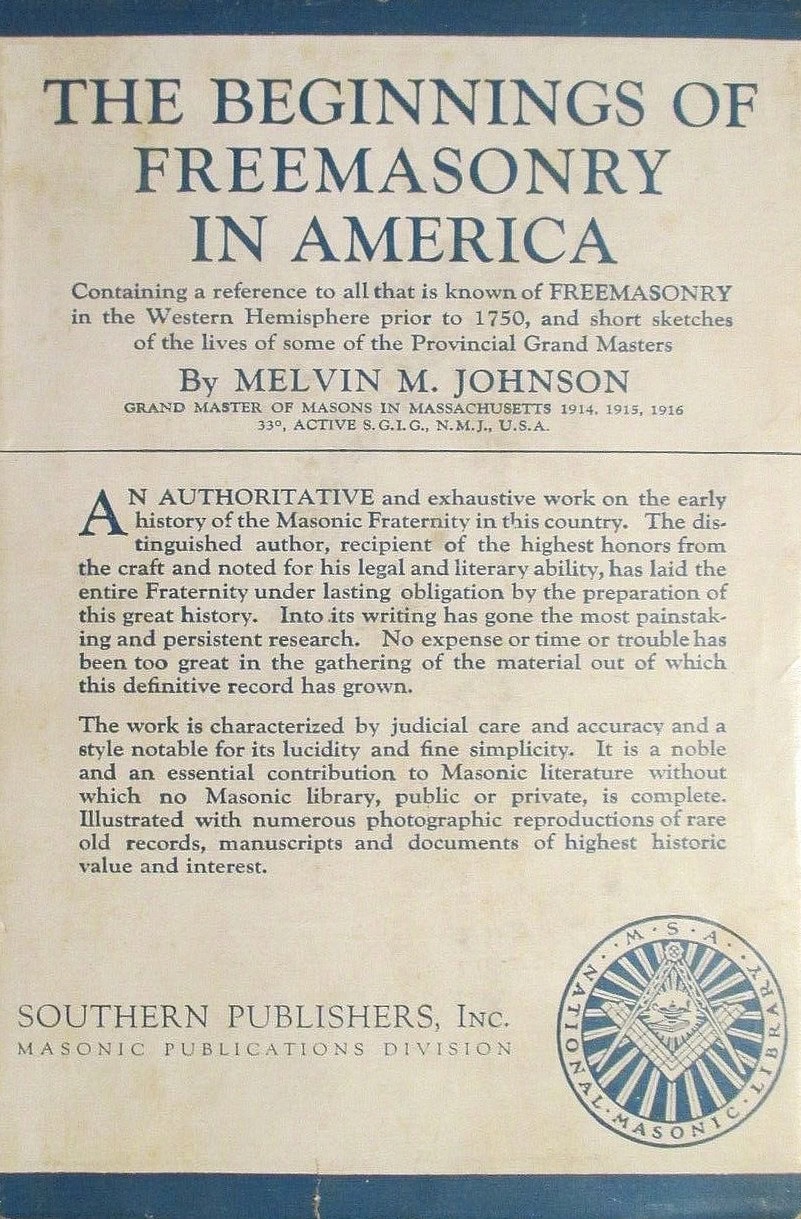 THE BEGINNINGS OF
FREEMASONRY
IN AMERICA
Containing a reference to all that is known of FREEMASONRY
in the Western Hemisphere prior to 1750, and short sketches
of the lives of some of the Provincial Grand Masters
By MELVIN M. JOHNSON
GRAND MASTER OF MASONS IN MASSACHUSETTS 1914, 1915, 1916
33°, ACTIVE S.G.I.G., N.M.J., U.S.A.
AN AUTHORITATIVE and exhaustive work on the early
history of the Masonic Fraternity in this country. The dis-
tinguished author, recipient of the highest honors from
the craft and noted for his legal and literary ability, has laid the
entire Fraternity under lasting obligation by the preparation of
this great history. Into its writing has gone the most painstak-
ing and persistent research. No expense or time or trouble has
been too great in the gathering of the material out of which
this definitive record has grown.
The work is characterized by judicial care and accuracy and a
style notable for its lucidity and fine simplicity. It is a noble
and an essential contribution to Masonic literature without
which no Masonic library, public or private, is complete.
Illustrated with numerous photographic reproductions of rare
old records, manuscripts and documents of highest historic
value and interest.
SOUTHERN PUBLISHERS, Inc.
MASONIC PUBLICATIONS DIVISION
· M · S · A ·
NATIONAL · MASONIC · LIBRARY